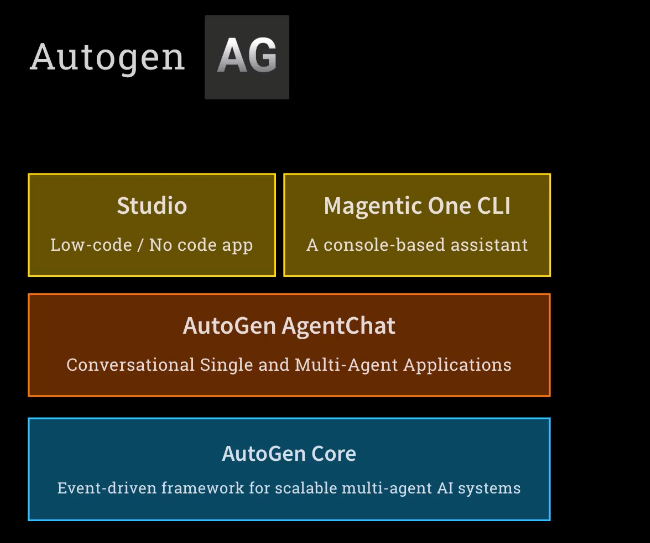 Autogen AG
Studio
Low-code / No code app
Magentic One CLI
A console-based assistant
AutoGen AgentChat
Conversational Single and Multi-Agent Applications
AutoGen Core
Event-driven framework for scalable multi-agent AI systems